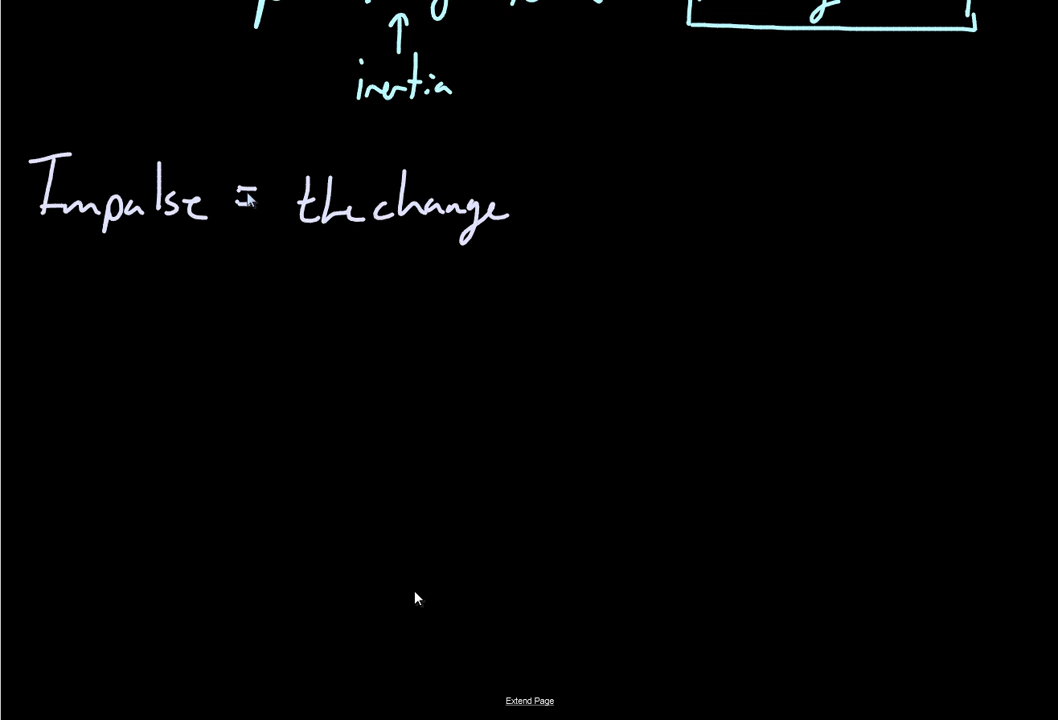 inertia
Impulse = the change
Extend Page